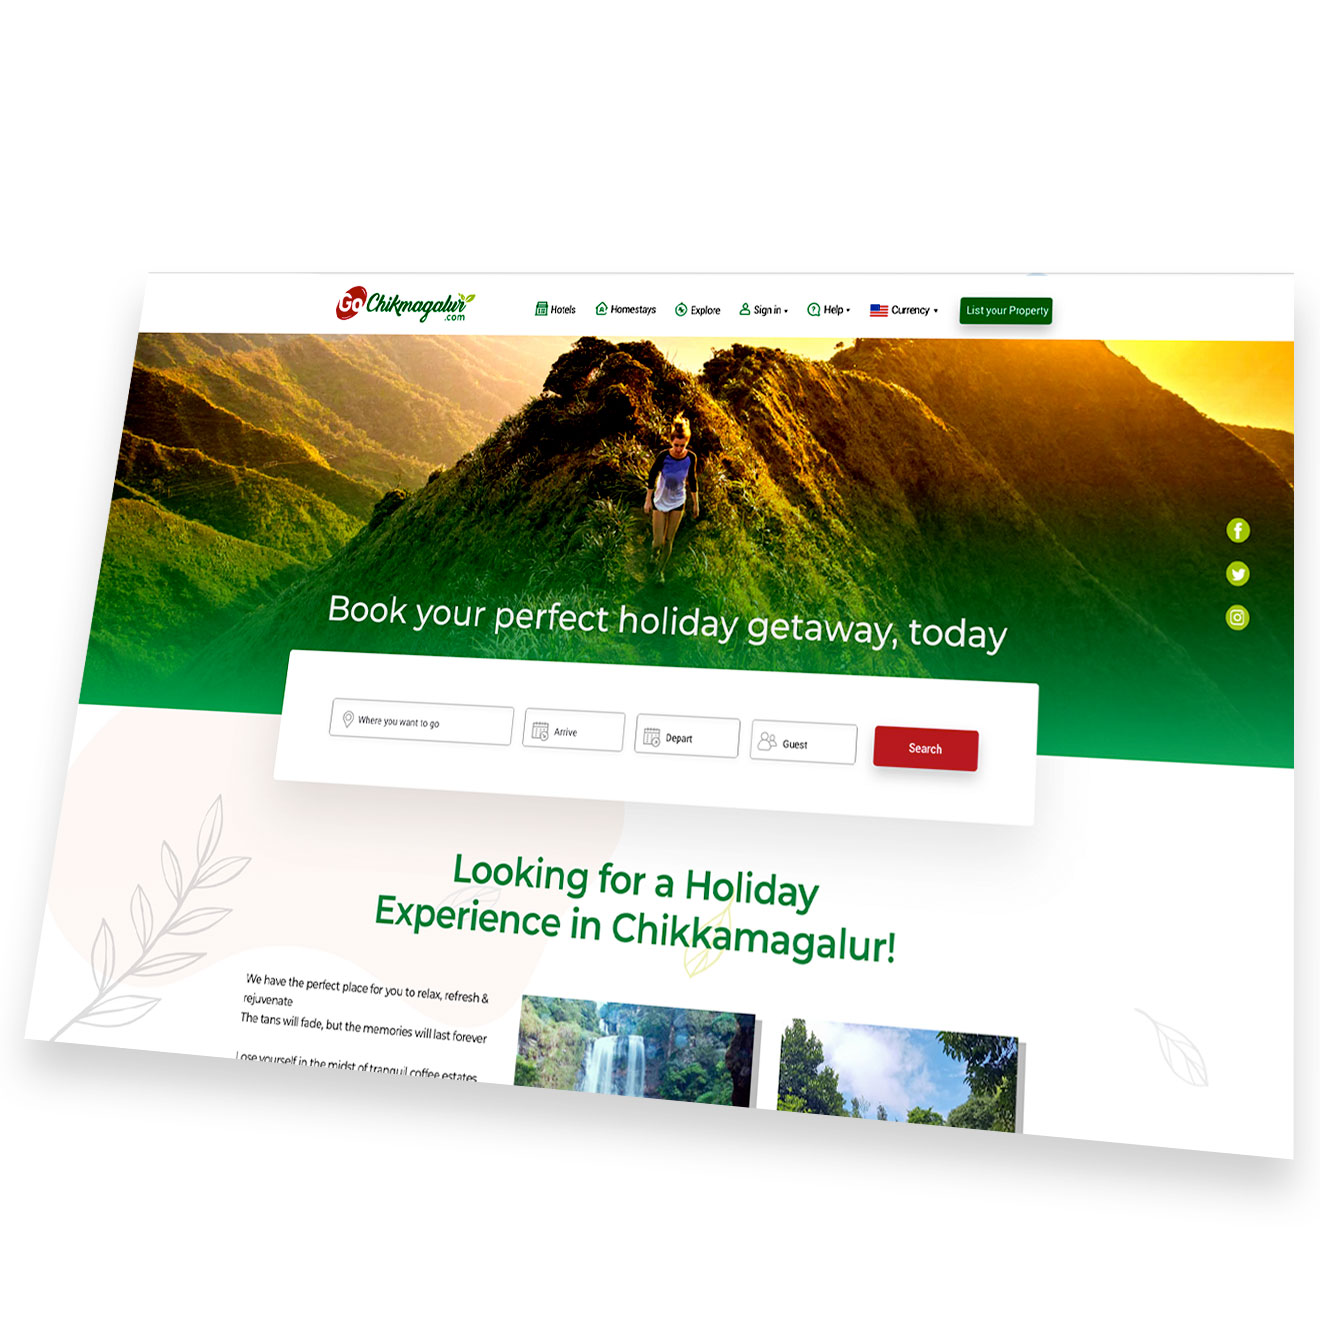 Go Chikmagalur
.com
Hotels
Homestays
Explore
Sign in
Help
Currency
List your Property
Book your perfect holiday getaway, today
Where you want to go
Arrive
Depart
Guest
Search
Looking for a Holiday
Experience in Chikkamagalur!
We have the perfect place for you to relax, refresh &
rejuvenate
The tans will fade, but the memories will last forever
Lose yourself in the midst of tranquil coffee estates